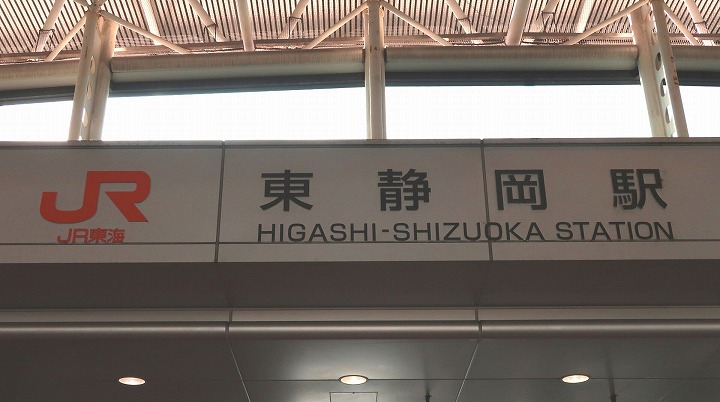 JR
JR東海
東静岡駅
HIGASHI-SHIZUOKA STATION